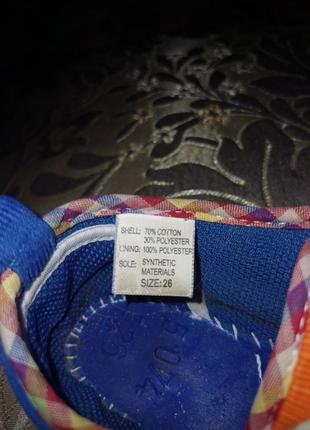 SHELL: 70% COTTON
30% POLYESTER
LINING: 100% POLYESTER
SOLE: SYNTHETIC
MATERIALS
SIZE: 26